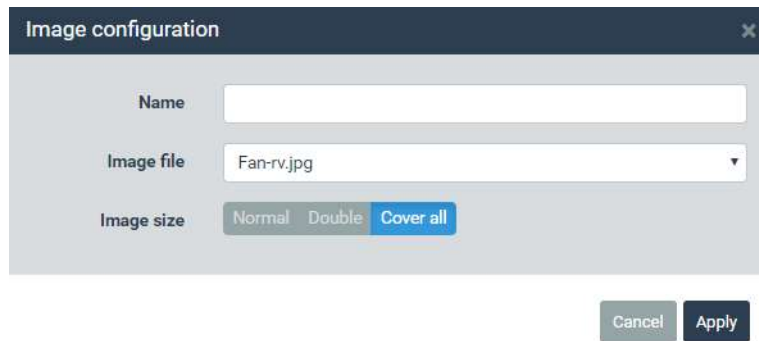 Image configuration
Name
Image file Fan-rv.jpg
Image size Normal Double Cover all
Cancel Apply